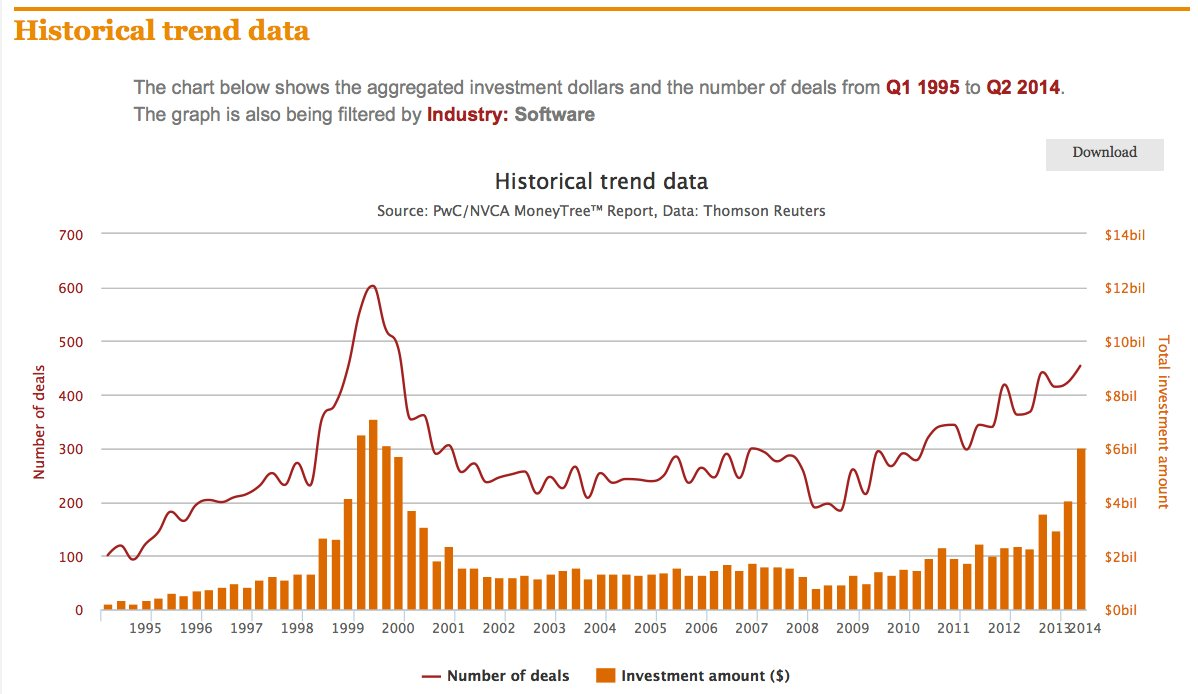 Historical trend data
The chart below shows the aggregated investment dollars and the number of deals from Q1 1995 to Q2 2014.
The graph is also being filtered by Industry: Software
Download
Historical trend data
Source: PwC/NVCA MoneyTree™ Report, Data: Thomson Reuters
700
600
500
400
300
200
100
0
Number of deals
$14bil
$12bil
$10bil
$8bil
$6bil
$4bil
$2bil
$0bil
Total investment amount
1995 1996 1997 1998 1999 2000 2001 2002 2003 2004 2005 2006 2007 2008 2009 2010 2011 2012 2013 2014
Number of deals Investment amount ($)